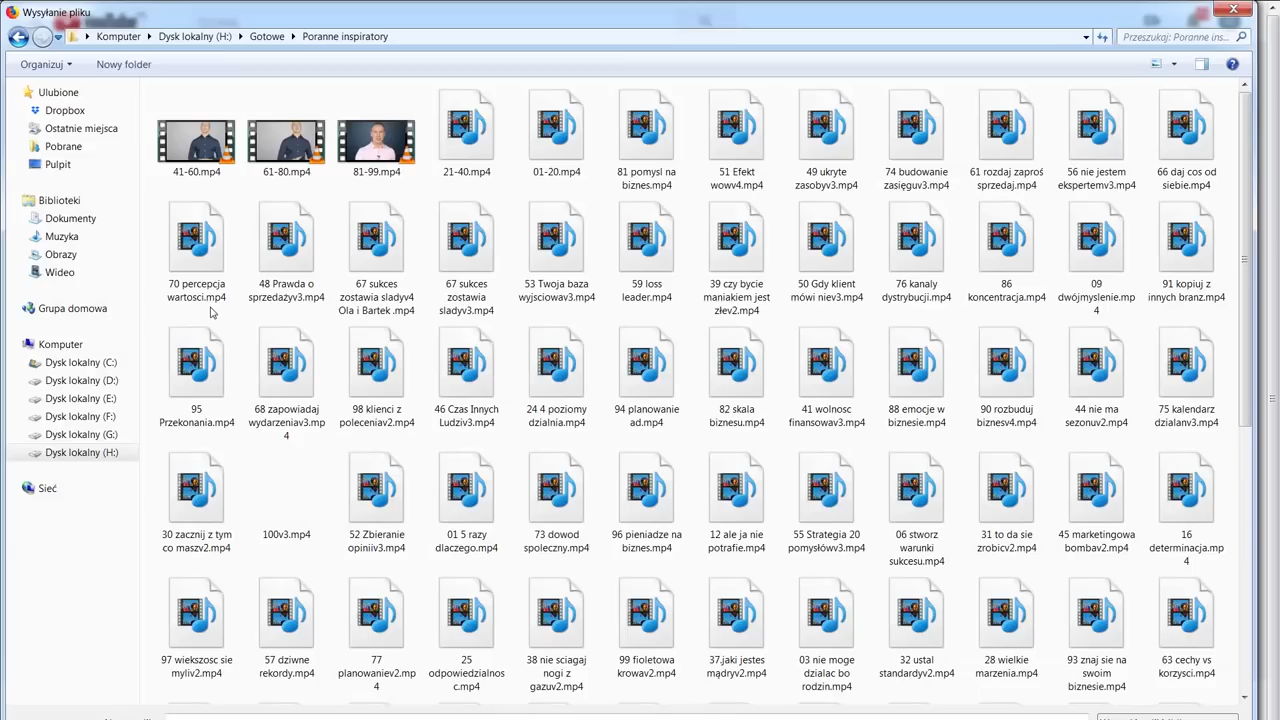 Wysyłanie pliku
Komputer Dysk lokalny (H:) Gotowe Poranne inspiratory
Przeszukaj: Poranne ins...
Organizuj Nowy folder
Ulubione
Dropbox
Ostatnie miejsca
Pobrane
Pulpit
Biblioteki
Dokumenty
Muzyka
Obrazy
Wideo
Grupa domowa
Komputer
Dysk lokalny (C:)
Dysk lokalny (D:)
Dysk lokalny (E:)
Dysk lokalny (F:)
Dysk lokalny (G:)
Dysk lokalny (H:)
Sieć
41-60.mp4
61-80.mp4
81-99.mp4
21-40.mp4
01-20.mp4
81 pomysl na
biznes.mp4
51 Efekt
wowv4.mp4
49 ukryte
zasobyv3.mp4
74 budowanie
zasięguv3.mp4
61 rozdaj zaproś
sprzedaj.mp4
56 nie jestem
ekspertemv3.mp4
66 daj cos od
siebie.mp4
70 percepcja
wartosci.mp4
48 Prawda o
sprzedażyv3.mp4
67 sukces
zostawia sladyv4
Ola i Bartek .mp4
67 sukces
zostawia
sladyv3.mp4
53 Twoja baza
wyjsciowav3.mp4
59 loss
leader.mp4
39 czy bycie
maniakiem jest
złev2.mp4
50 Gdy klient
mówi niev3.mp4
76 kanaly
dystrybucji.mp4
86
koncentracja.mp4
09
dwójmyslenie.mp
4
91 kopiuj z
innych branz.mp4
95
Przekonania.mp4
68 zapowiadaj
wydarzeniav3.mp
4
98 klienci z
poleceniav2.mp4
46 Czas Innych
Ludziv3.mp4
24 4 poziomy
dzialnia.mp4
94 planowanie
ad.mp4
82 skala
biznesu.mp4
41 wolnosc
finansowav3.mp4
88 emocje w
biznesie.mp4
90 rozbuduj
biznesv4.mp4
44 nie ma
sezonuv2.mp4
75 kalendarz
dzialanv3.mp4
30 zacznij z tym
co maszv2.mp4
100v3.mp4
52 Zbieranie
opiniiv3.mp4
01 5 razy
dlaczego.mp4
73 dowod
spoleczny.mp4
96 pieniadze na
biznes.mp4
12 ale ja nie
potrafie.mp4
55 Strategia 20
pomysłówv3.mp4
06 stworz
warunki
sukcesu.mp4
31 to da sie
zrobicv2.mp4
45 marketingowa
bombav2.mp4
16
determinacja.mp
4
97 wiekszosc sie
myliv2.mp4
57 dziwne
rekordy.mp4
77
planowaniev2.mp
4
25
odpowiedzialnos
c.mp4
38 nie sciagaj
nogi z
gazuv2.mp4
99 fioletowa
krowav2.mp4
37.jaki jestes
mądryv2.mp4
03 nie moge
dzialac bo
rodzin.mp4
32 ustal
standardyv2.mp4
28 wielkie
marzenia.mp4
93 znaj sie na
swoim
biznesie.mp4
63 cechy vs
korzysci.mp4